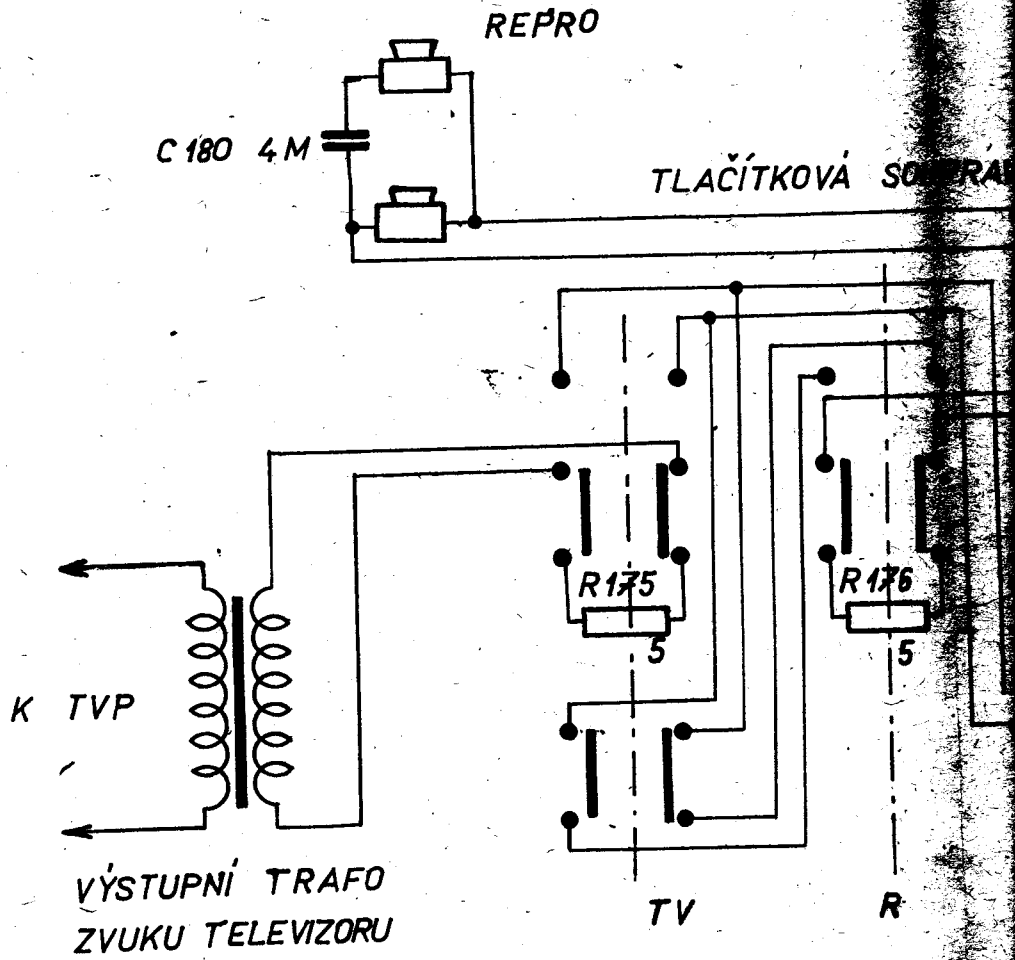 REPRO
C 180 4 M
TLAČÍTKOVÁ
R 175
5
R 176
5
K TVP
VÝSTUPNÍ TRAFO
ZVUKU TELEVIZORU
TV
R